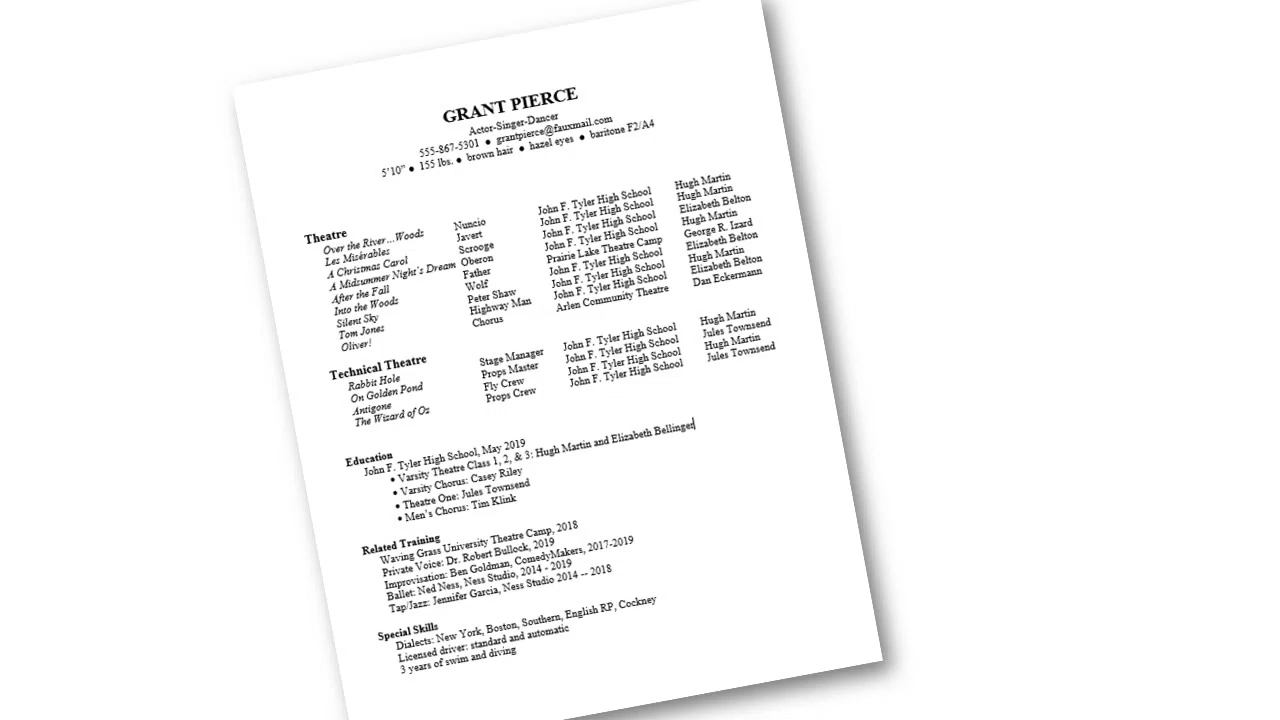 GRANT PIERCE
Actor-Singer-Dancer
555-867-5301 ● grantpierce@fauxmail.com
5’10” ● 155 lbs. ● brown hair ● hazel eyes ● baritone F2/A4
Theatre
Over the River…Woods Nuncio John F. Tyler High School Hugh Martin
Les Misérables Javert John F. Tyler High School Hugh Martin
A Christmas Carol Scrooge John F. Tyler High School Elizabeth Belton
A Midsummer Night’s Dream Oberon John F. Tyler High School Hugh Martin
After the Fall Father Prairie Lake Theatre Camp George R. Izard
Into the Woods Wolf John F. Tyler High School Elizabeth Belton
Silent Sky Peter Shaw John F. Tyler High School Hugh Martin
Tom Jones Highway Man John F. Tyler High School Elizabeth Belton
Oliver! Chorus Arlen Community Theatre Dan Eckermann
Technical Theatre
Rabbit Hole Stage Manager John F. Tyler High School Hugh Martin
On Golden Pond Props Master John F. Tyler High School Jules Townsend
Antigone Fly Crew John F. Tyler High School Hugh Martin
The Wizard of Oz Props Crew John F. Tyler High School Jules Townsend
Education
John F. Tyler High School, May 2019
• Varsity Theatre Class 1, 2, & 3: Hugh Martin and Elizabeth Bellinger
• Varsity Chorus: Casey Riley
• Theatre One: Jules Townsend
• Men’s Chorus: Tim Klink
Related Training
Waving Grass University Theatre Camp, 2018
Private Voice: Dr. Robert Bullock, 2019
Improvisation: Ben Goldman, ComedyMakers, 2017-2019
Ballet: Ned Ness, Ness Studio, 2014 - 2019
Tap/Jazz: Jennifer Garcia, Ness Studio 2014 -- 2018
Special Skills
Dialects: New York, Boston, Southern, English RP, Cockney
Licensed driver: standard and automatic
3 years of swim and diving